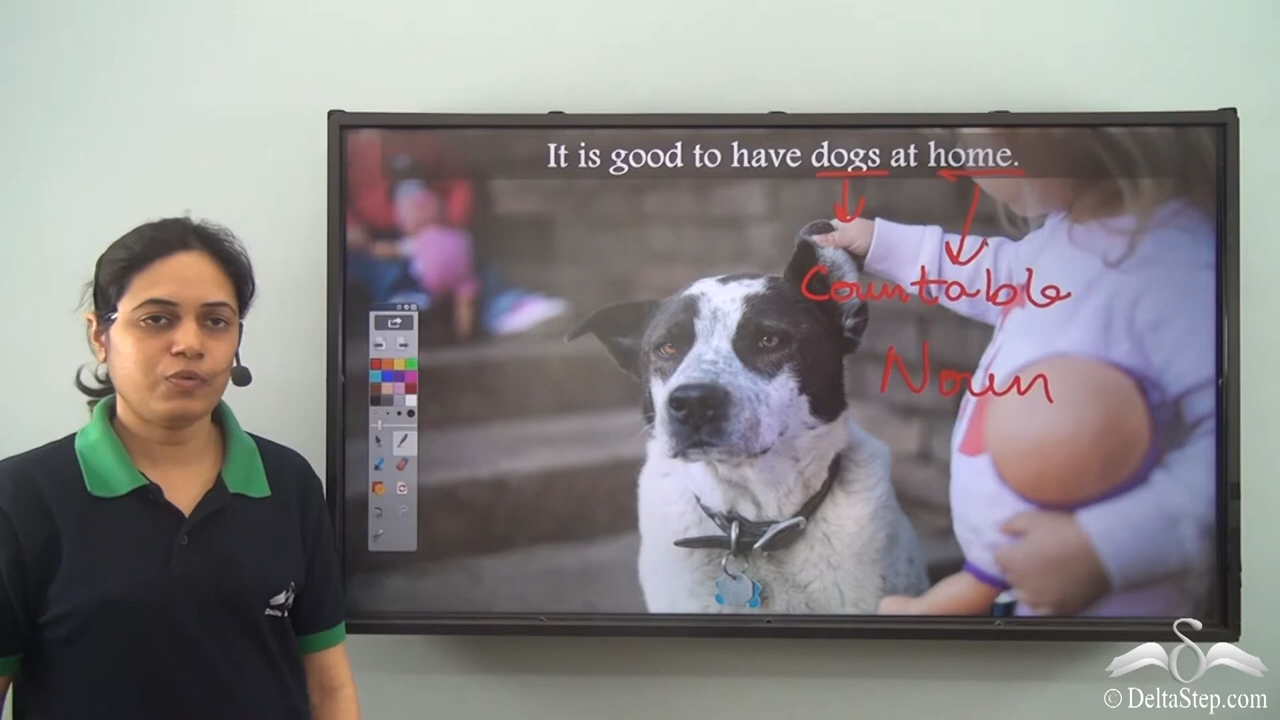 It is good to have dogs at home.
Countable
Noun
© DeltaStep.com